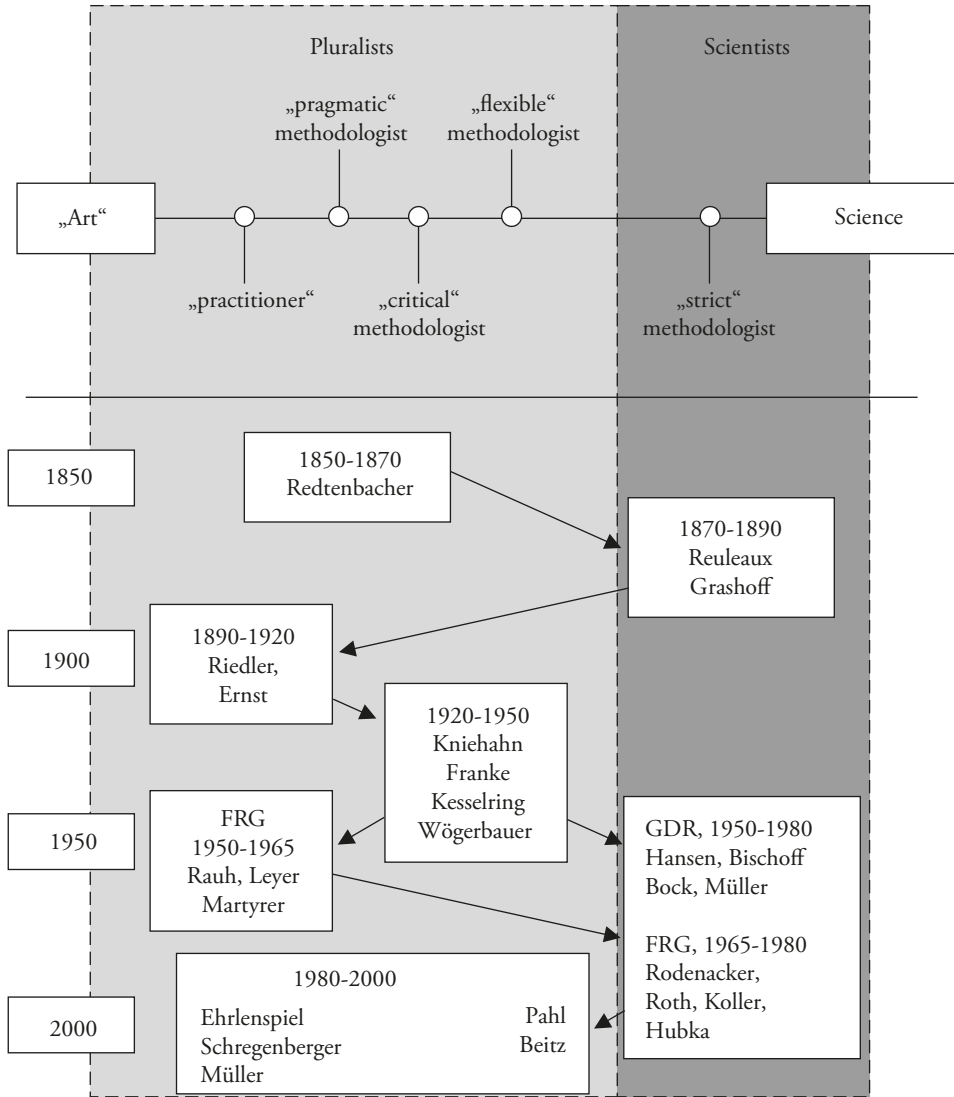 Pluralists
Scientists
„pragmatic“
methodologist
„flexible“
methodologist
„Art“
Science
„practitioner“
„critical“
methodologist
„strict“
methodologist
1850
1850-1870
Redtenbacher
1870-1890
Reuleaux
Grashoff
1900
1890-1920
Riedler,
Ernst
1920-1950
Kniehahn
Franke
Kesselring
Wögerbauer
1950
FRG
1950-1965
Rauh, Leyer
Martyrer
GDR, 1950-1980
Hansen, Bischoff
Bock, Müller
FRG, 1965-1980
Rodenacker,
Roth, Koller,
Hubka
2000
1980-2000
Ehrlenspiel
Schregenberger
Müller
Pahl
Beitz